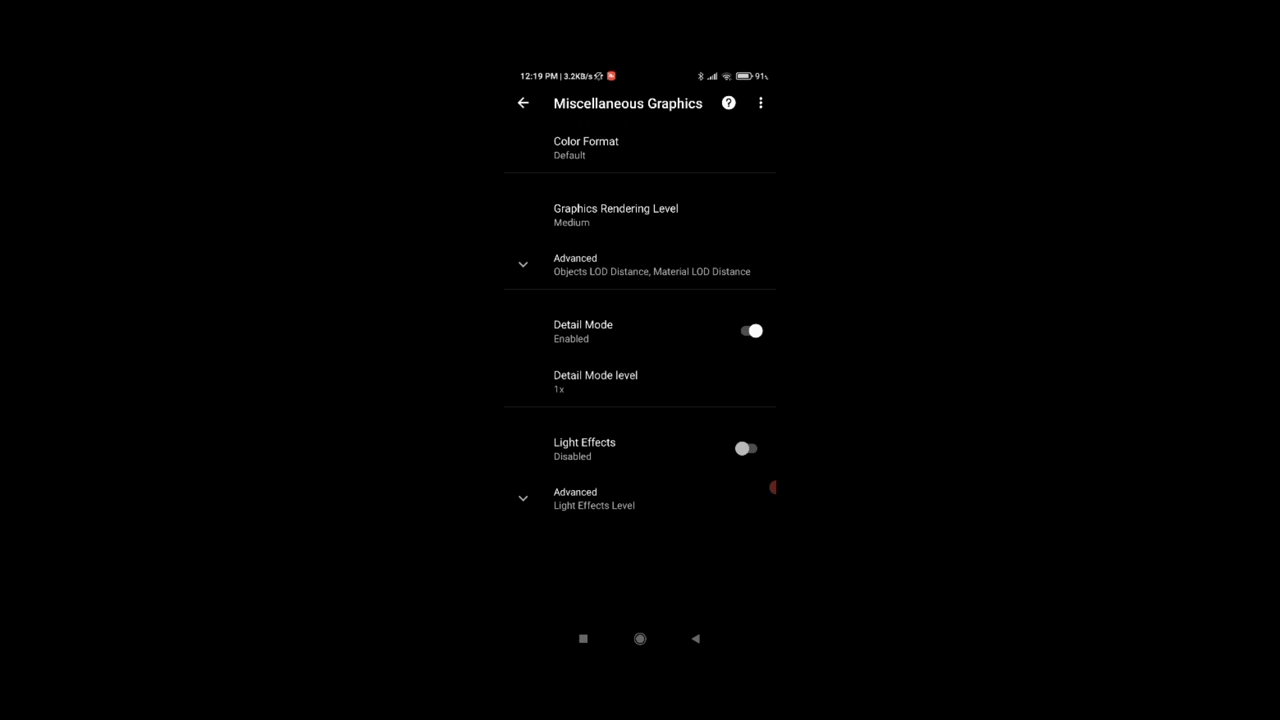 12:19 PM | 3.2KB/s
91
Miscellaneous Graphics
Color Format
Default
Graphics Rendering Level
Medium
Advanced
Objects LOD Distance, Material LOD Distance
Detail Mode
Enabled
Detail Mode level
1x
Light Effects
Disabled
Advanced
Light Effects Level